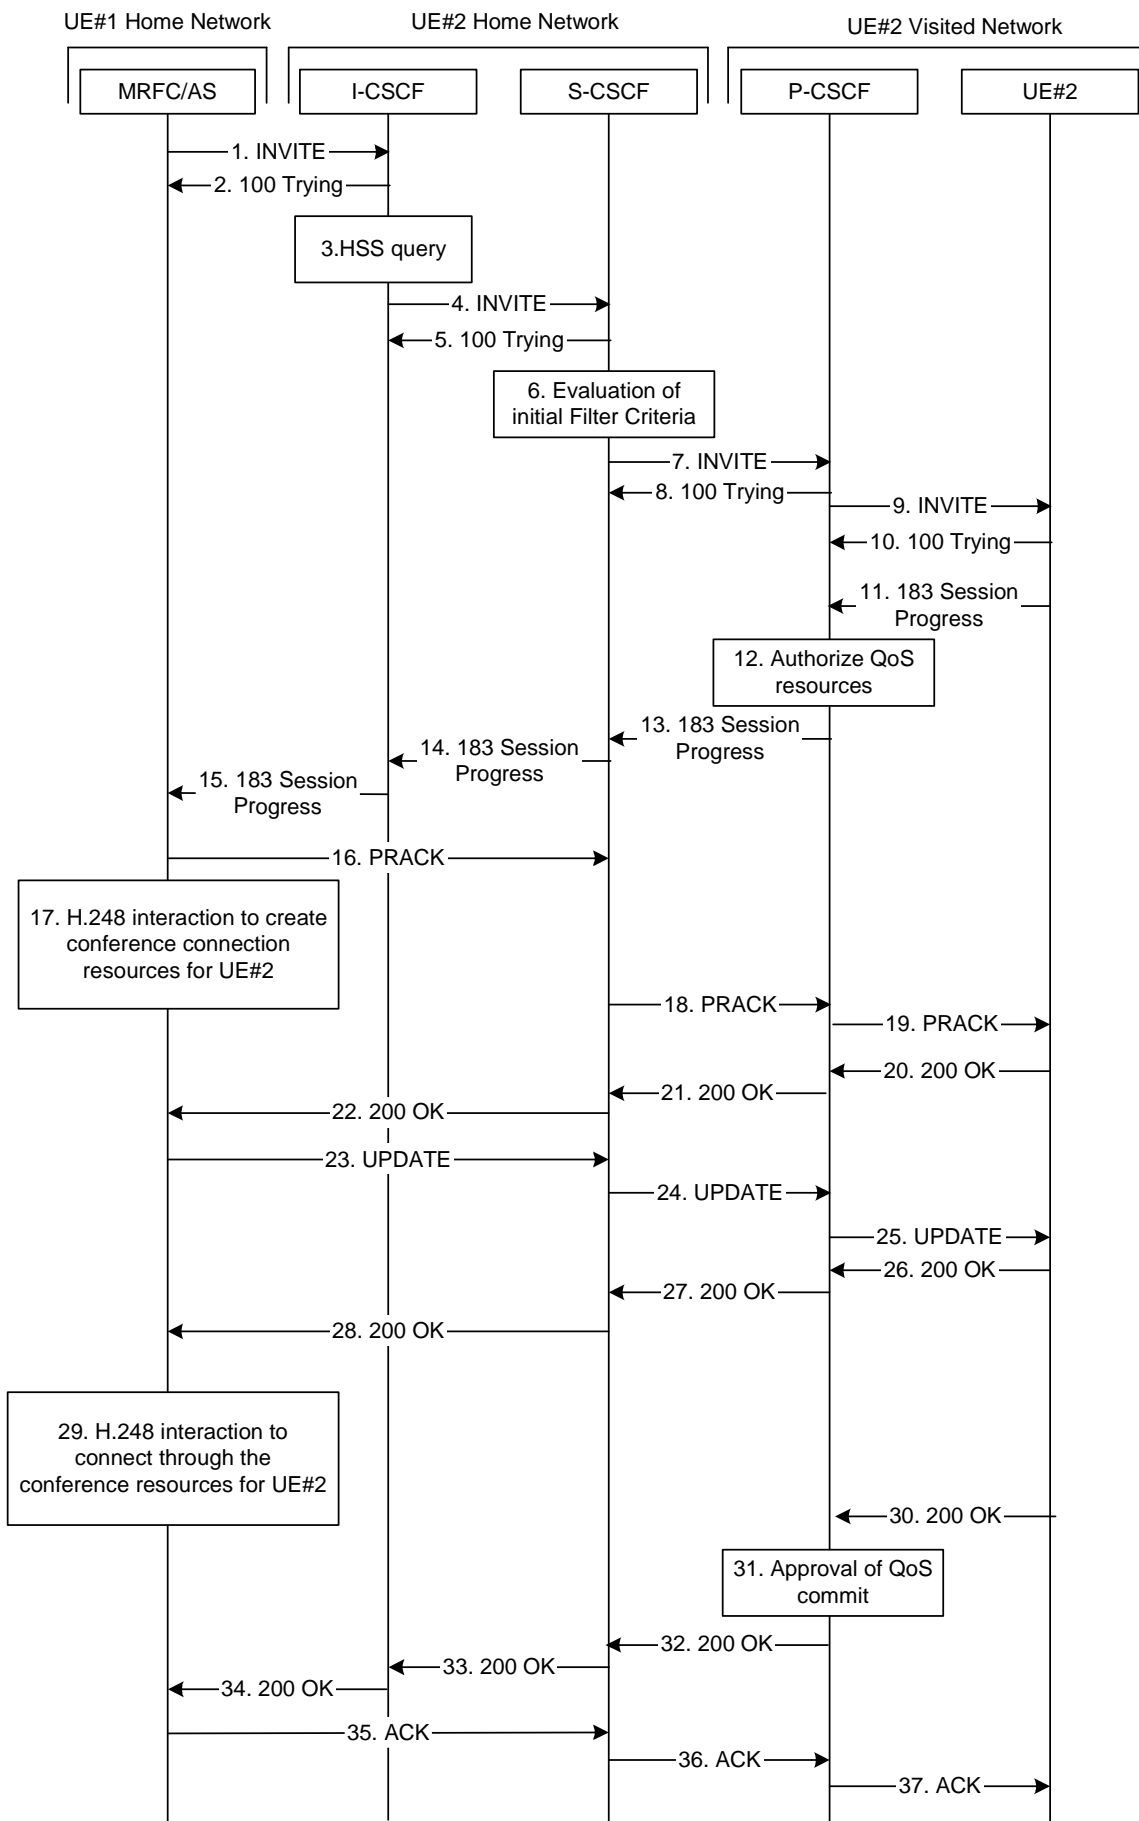 UE#1 Home Network
UE#2 Home Network
UE#2 Visited Network
MRFC/AS
I-CSCF
S-CSCF
P-CSCF
UE#2
1. INVITE
2. 100 Trying
3.HSS query
4. INVITE
5. 100 Trying
6. Evaluation of
initial Filter Criteria
7. INVITE
8. 100 Trying
9. INVITE
10. 100 Trying
11. 183 Session
Progress
12. Authorize QoS
resources
13. 183 Session
Progress
14. 183 Session
Progress
15. 183 Session
Progress
16. PRACK
17. H.248 interaction to create
conference connection
resources for UE#2
18. PRACK
19. PRACK
20. 200 OK
21. 200 OK
22. 200 OK
23. UPDATE
24. UPDATE
25. UPDATE
26. 200 OK
27. 200 OK
28. 200 OK
29. H.248 interaction to
connect through the
conference resources for UE#2
30. 200 OK
31. Approval of QoS
commit
32. 200 OK
33. 200 OK
34. 200 OK
35. ACK
36. ACK
37. ACK